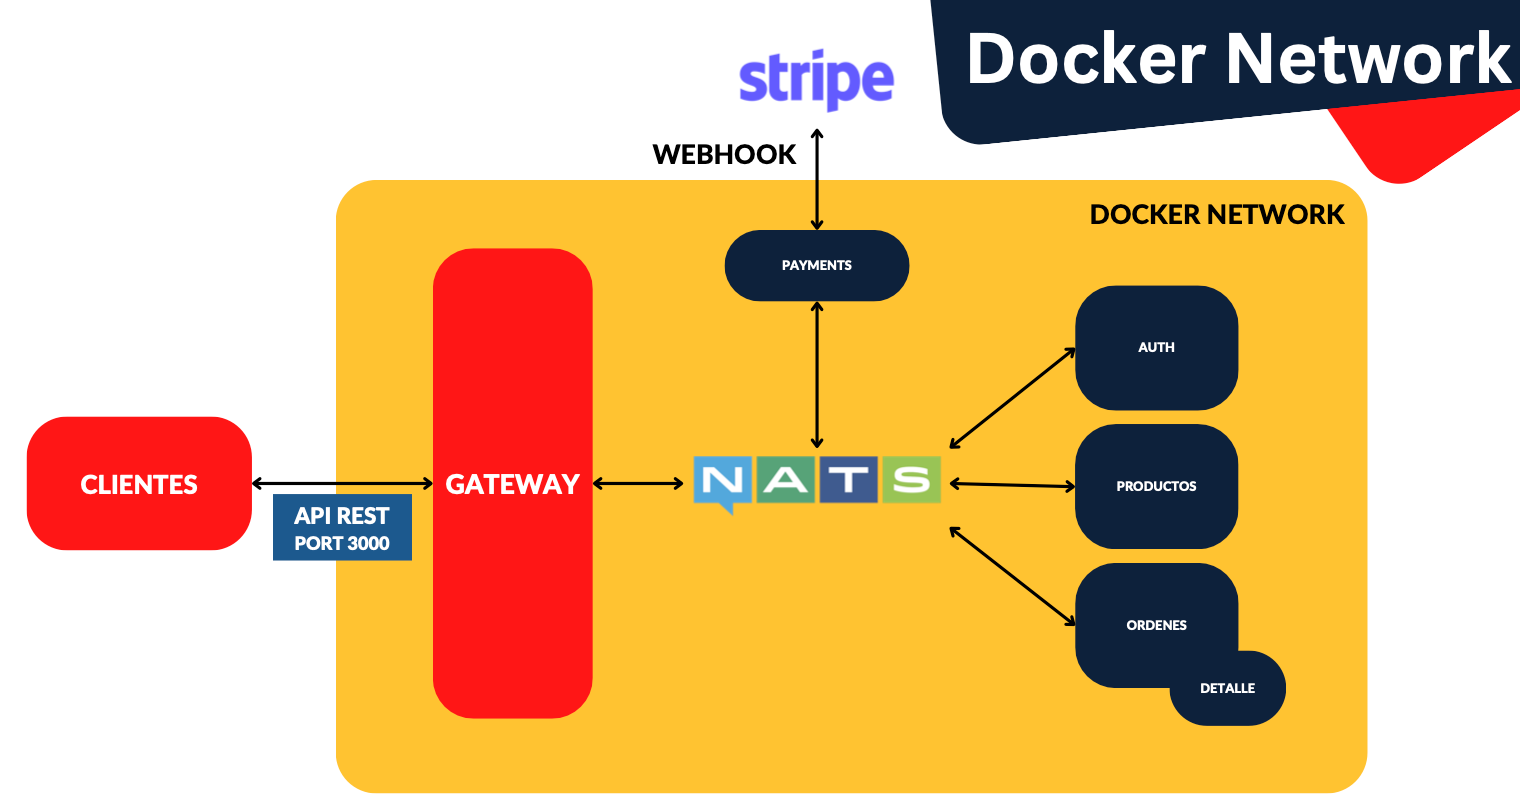 Docker Network
stripe
WEBHOOK
DOCKER NETWORK
PAYMENTS
AUTH
CLIENTES
API REST
PORT 3000
GATEWAY
NATS
PRODUCTOS
ORDENES
DETALLE